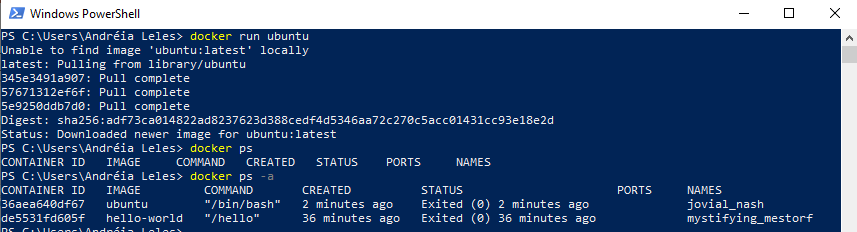 Windows PowerShell
PS C:\Users\Andréia Leles> docker run ubuntu
Unable to find image 'ubuntu:latest' locally
latest: Pulling from library/ubuntu
345e3491a907: Pull complete
57671312ef6f: Pull complete
5e9250ddb7d0: Pull complete
Digest: sha256:adf73ca014822ad8237623d388cedf4d5346aa72c270c5acc01431cc93e18e2d
Status: Downloaded newer image for ubuntu:latest
PS C:\Users\Andréia Leles> docker ps
CONTAINER ID   IMAGE     COMMAND   CREATED   STATUS    PORTS     NAMES
PS C:\Users\Andréia Leles> docker ps -a
CONTAINER ID   IMAGE         COMMAND       CREATED          STATUS                      PORTS     NAMES
36aea640df67   ubuntu        "/bin/bash"   2 minutes ago    Exited (0) 2 minutes ago              jovial_nash
de5531fd605f   hello-world   "/hello"      36 minutes ago   Exited (0) 36 minutes ago             mystifying_mestorf
PS C:\Users\Andréia Leles>